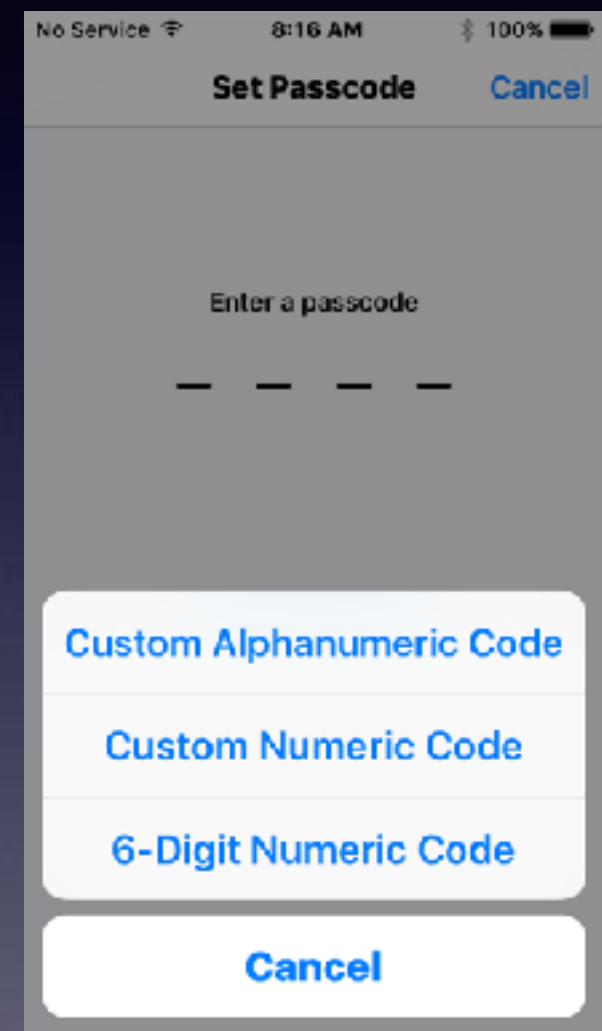 No Service 8:16 AM 100%
Set Passcode Cancel
Enter a passcode
Custom Alphanumeric Code
Custom Numeric Code
6-Digit Numeric Code
Cancel